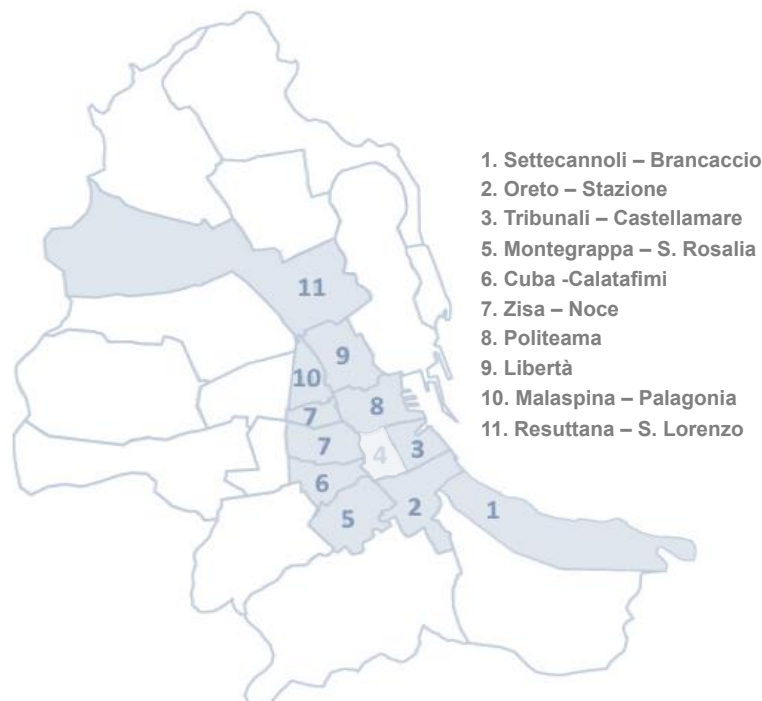 1. Settecannoli – Brancaccio
2. Oreto – Stazione
3. Tribunali – Castellamare
5. Montegrappa – S. Rosalia
6. Cuba -Calatafimi
7. Zisa – Noce
8. Politeama
9. Libertà
10. Malaspina – Palagonia
11. Resuttana – S. Lorenzo
11
9
10
8
7
7
4
3
6
5
2
1